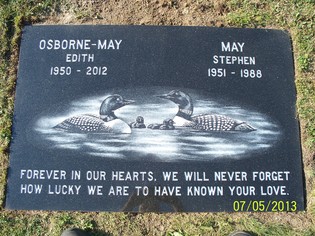 OSBORNE-MAY
EDITH
1950 - 2012
MAY
STEPHEN
1951 - 1988
FOREVER IN OUR HEARTS, WE WILL NEVER FORGET
HOW LUCKY WE ARE TO HAVE KNOWN YOUR LOVE.
07/05/2013